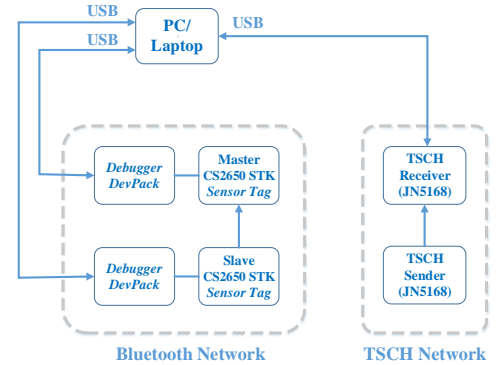 USB
USB
PC/
Laptop
USB
Debugger
DevPack
Master
CS2650 STK
Sensor Tag
TSCH
Receiver
(JN5168)
Debugger
DevPack
Slave
CS2650 STK
Sensor Tag
TSCH
Sender
(JN5168)
Bluetooth Network
TSCH Network